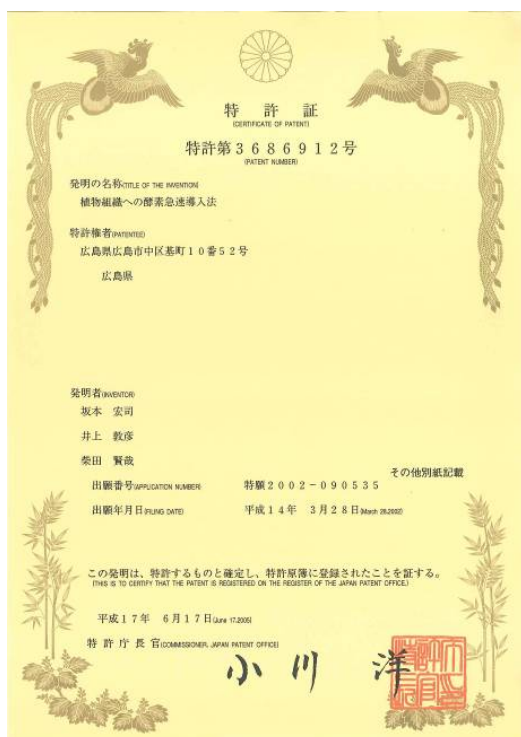 特許証
(CERTIFICATE OF PATENT)
特許第3686912号
(PATENT NUMBER)
発明の名称(TITLE OF THE INVENTION)
植物組織への酵素急速導入法
特許権者(PATENTEE)
広島県広島市中区基町10番52号
広島県
発明者(INVENTOR)
坂本 宏司
井上 敦彦
柴田 賢哉
その他別紙記載
出願番号(APPLICATION NUMBER) 特願2002-090535
出願年月日(FILING DATE) 平成14年 3月28日(March 28,2002)
この発明は、特許するものと確定し、特許原簿に登録されたことを証する。
(THIS IS TO CERTIFY THAT THE PATENT IS REGISTERED ON THE REGISTER OF THE JAPAN PATENT OFFICE.)
平成17年 6月17日(June 17,2005)
特許庁長官(COMMISSIONER, JAPAN PATENT OFFICE)
小川 洋